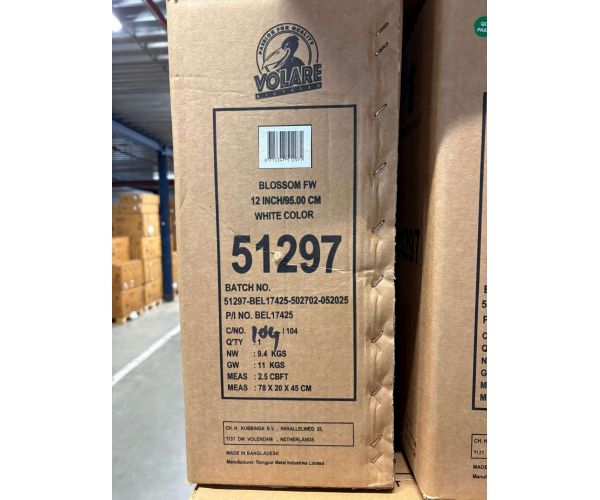 PASSION FOR QUALITY
VOLARE
BICYCLES
BLOSSOM FW
12 INCH/95.00 CM
WHITE COLOR
51297
BATCH NO.
51297-BEL17425-502702-052025
P/I NO. BEL17425
C/NO. 104 / 104
Q'TY : 1
NW : 9.4 KGS
GW : 11 KGS
MEAS : 2.5 CBFT
MEAS : 78 X 20 X 45 CM
CH. H. KUBBINGA B.V. , PARALLELWEG 25,
1131 DM VOLENDAM , NETHERLANDS
MADE IN BANGLADESH
Manufacturer: Rangpur Metal Industries Limited